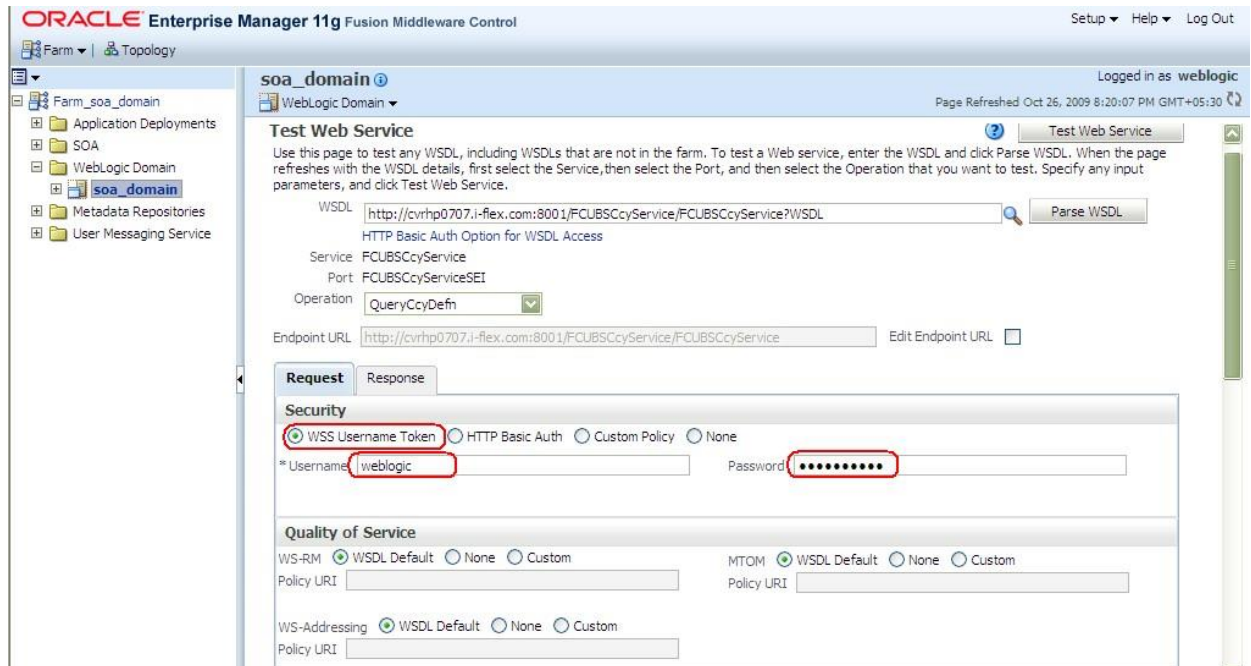 ORACLE Enterprise Manager 11g Fusion Middleware Control
Setup Help Log Out
Farm | Topology
Farm_soa_domain
Application Deployments
SOA
WebLogic Domain
soa_domain
Metadata Repositories
User Messaging Service
soa_domain
Logged in as weblogic
WebLogic Domain
Page Refreshed Oct 26, 2009 8:20:07 PM GMT+05:30
Test Web Service
Test Web Service
Use this page to test any WSDL, including WSDLs that are not in the farm. To test a Web service, enter the WSDL and click Parse WSDL. When the page
refreshes with the WSDL details, first select the Service,then select the Port, and then select the Operation that you want to test. Specify any input
parameters, and click Test Web Service.
WSDL http://cvrhp0707.i-flex.com:8001/FCUBSCcyService/FCUBSCcyService?WSDL Parse WSDL
HTTP Basic Auth Option for WSDL Access
Service FCUBSCcyService
Port FCUBSCcyServiceSEI
Operation QueryCcyDefn
Endpoint URL http://cvrhp0707.i-flex.com:8001/FCUBSCcyService/FCUBSCcyService Edit Endpoint URL
Request Response
Security
WSS Username Token HTTP Basic Auth Custom Policy None
* Username weblogic Password ••••••••••
Quality of Service
WS-RM WSDL Default None Custom MTOM WSDL Default None Custom
Policy URI Policy URI
WS-Addressing WSDL Default None Custom
Policy URI